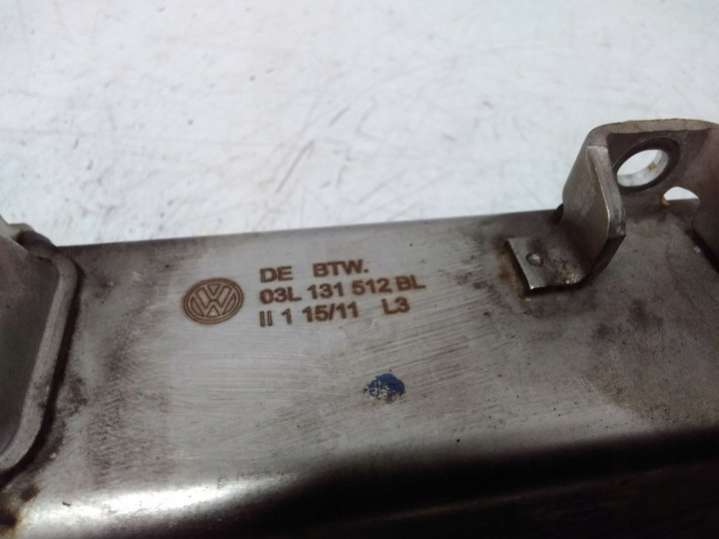 DE BTW.
03L 131 512 BL
II 1 15/11 L3